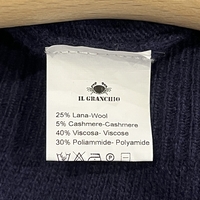 IL GRANCHIO
25% Lana-Wool
5% Cashmere-Cashmere
40% Viscosa- Viscose
30% Poliammide- Polyamide